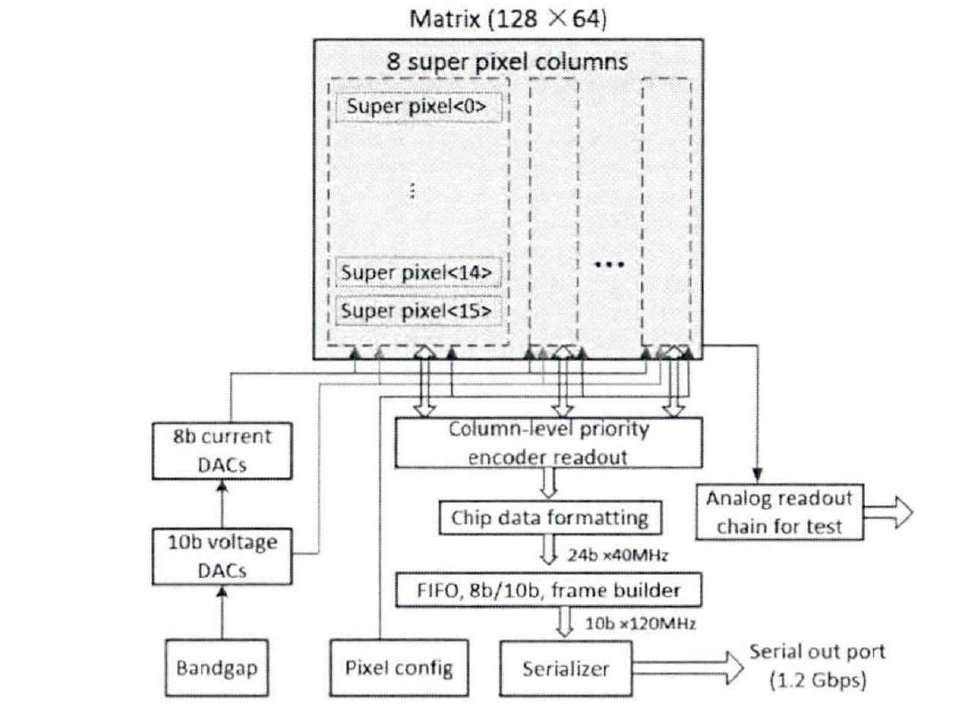 Matrix (128 × 64)
8 super pixel columns
Super pixel<0>
⋮
Super pixel<14>
Super pixel<15>
...
8b current
DACs
10b voltage
DACs
Bandgap
Pixel config
Column-level priority
encoder readout
Chip data formatting
24b ×40MHz
FIFO, 8b/10b, frame builder
10b ×120MHz
Serializer
Analog readout
chain for test
Serial out port
(1.2 Gbps)